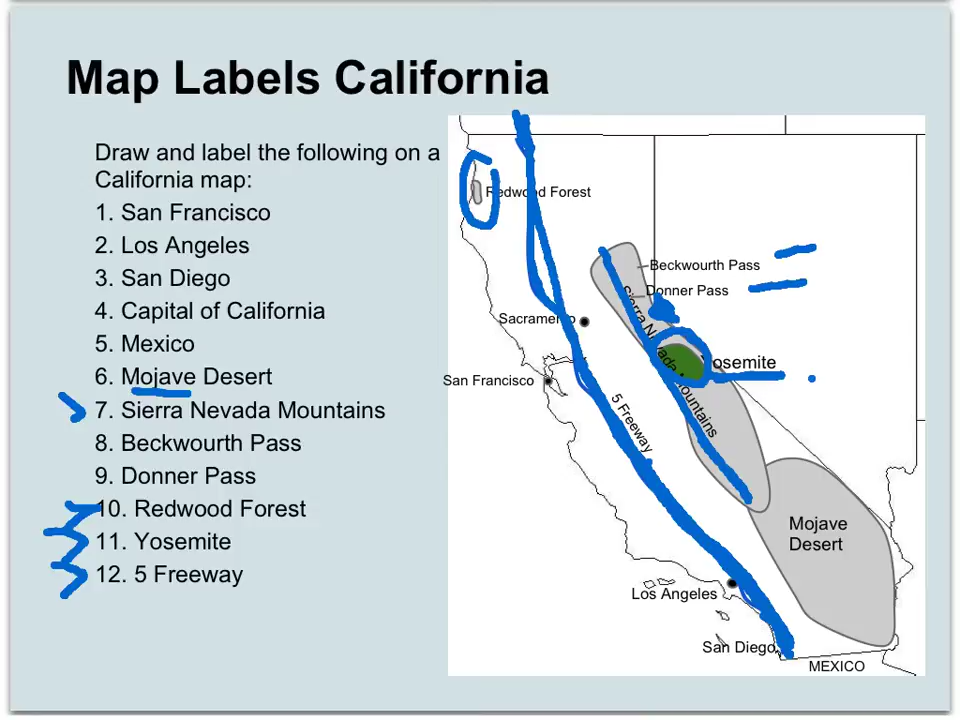 Map Labels California
Draw and label the following on a
California map:
1. San Francisco
2. Los Angeles
3. San Diego
4. Capital of California
5. Mexico
6. Mojave Desert
7. Sierra Nevada Mountains
8. Beckwourth Pass
9. Donner Pass
10. Redwood Forest
11. Yosemite
12. 5 Freeway
Redwood Forest
Beckwourth Pass
Donner Pass
Sierra Nevada Mountains
Sacramento
Yosemite
San Francisco
5 Freeway
Mojave
Desert
Los Angeles
San Diego
MEXICO